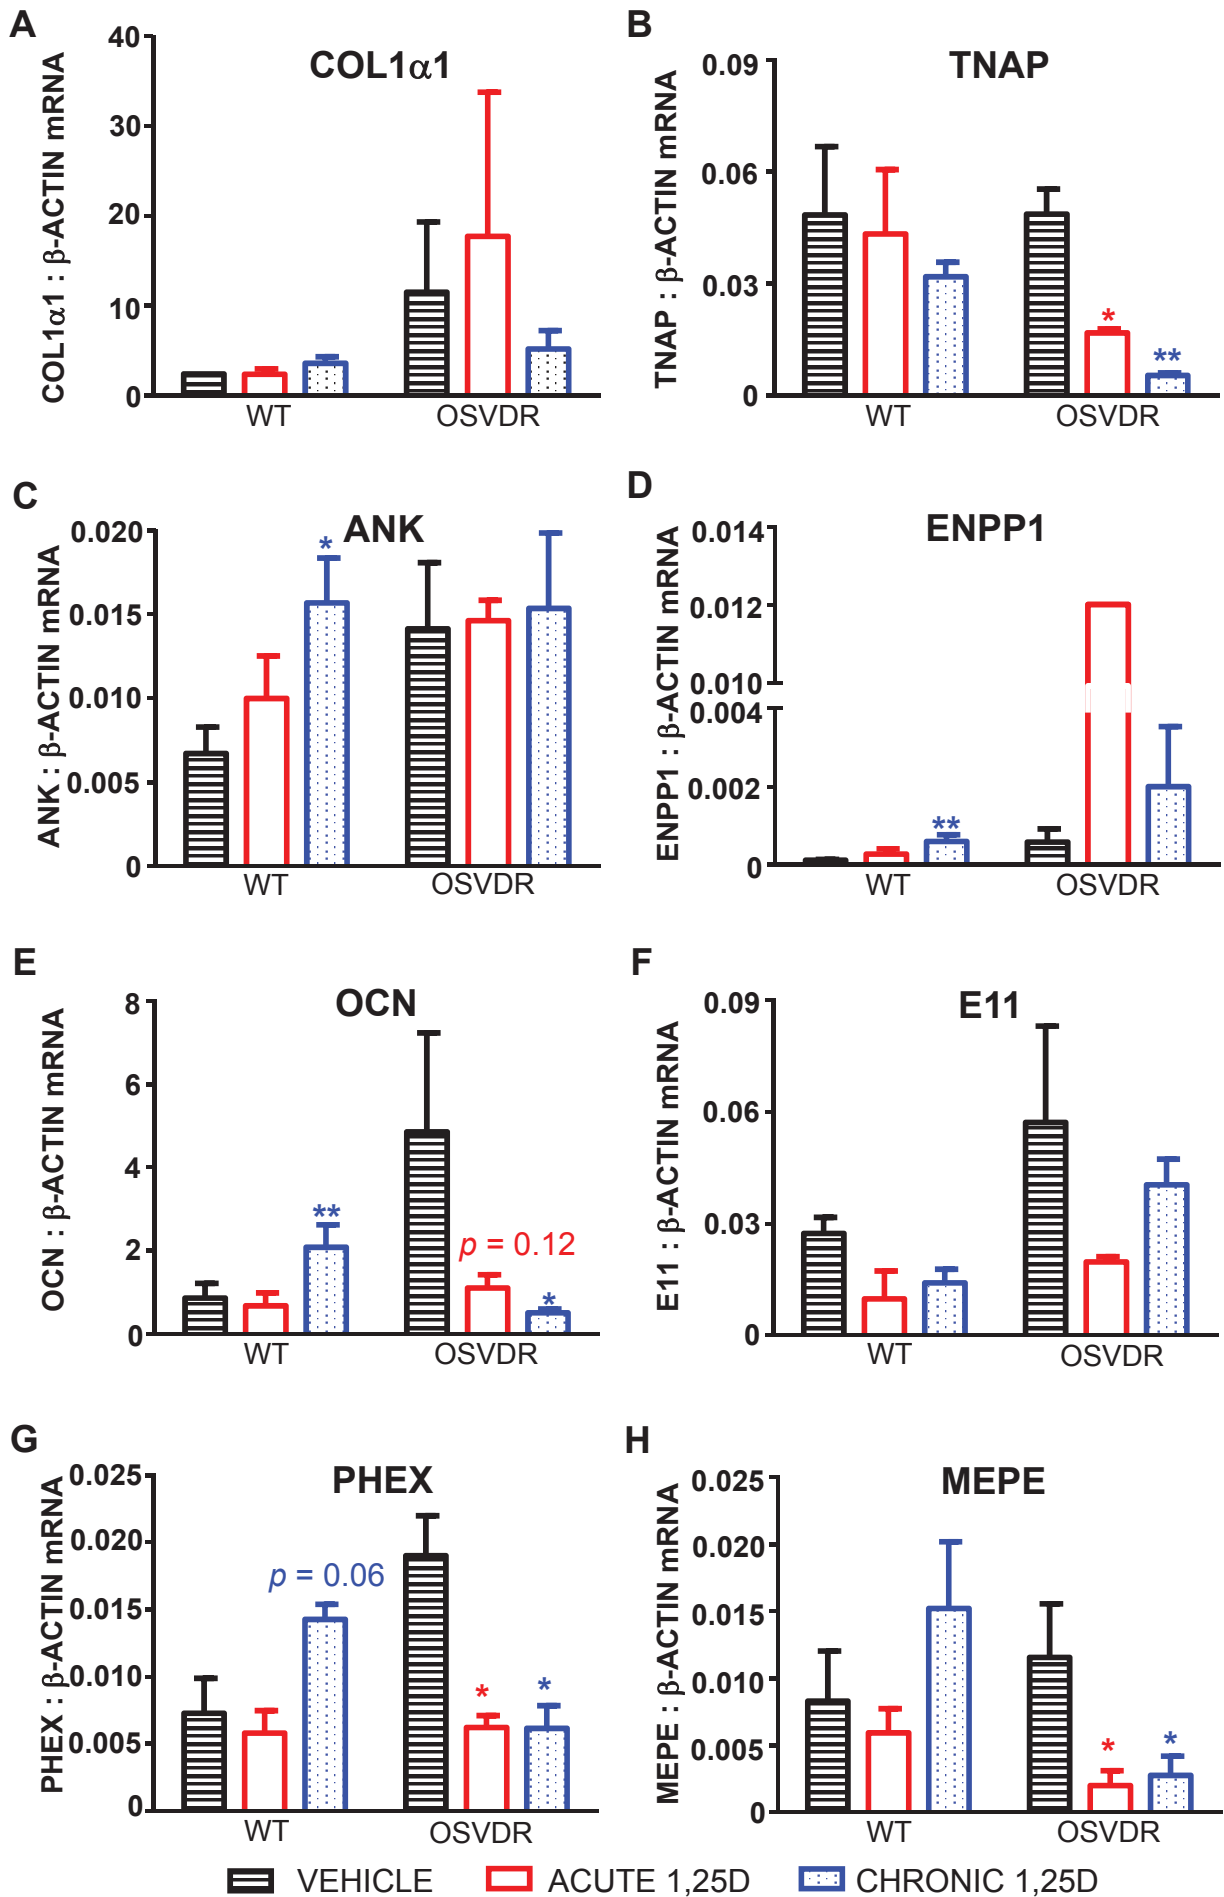 A
COL1α1
COL1α1 : β-ACTIN mRNA
40
30
20
10
0
WT
OSVDR
B
TNAP
TNAP : β-ACTIN mRNA
0.09
0.06
0.03
0
*
**
WT
OSVDR
C
ANK
ANK : β-ACTIN mRNA
0.020
0.015
0.010
0.005
0
*
WT
OSVDR
D
ENPP1
ENPP1 : β-ACTIN mRNA
0.014
0.012
0.010
0.004
0.002
0
**
WT
OSVDR
E
OCN
OCN : β-ACTIN mRNA
8
6
4
2
0
**
p = 0.12
*
WT
OSVDR
F
E11
E11 : β-ACTIN mRNA
0.09
0.06
0.03
0
WT
OSVDR
G
PHEX
PHEX : β-ACTIN mRNA
0.025
0.020
0.015
0.010
0.005
0
p = 0.06
*
*
WT
OSVDR
H
MEPE
MEPE : β-ACTIN mRNA
0.025
0.020
0.015
0.010
0.005
0
*
*
WT
OSVDR
VEHICLE ACUTE 1,25D CHRONIC 1,25D